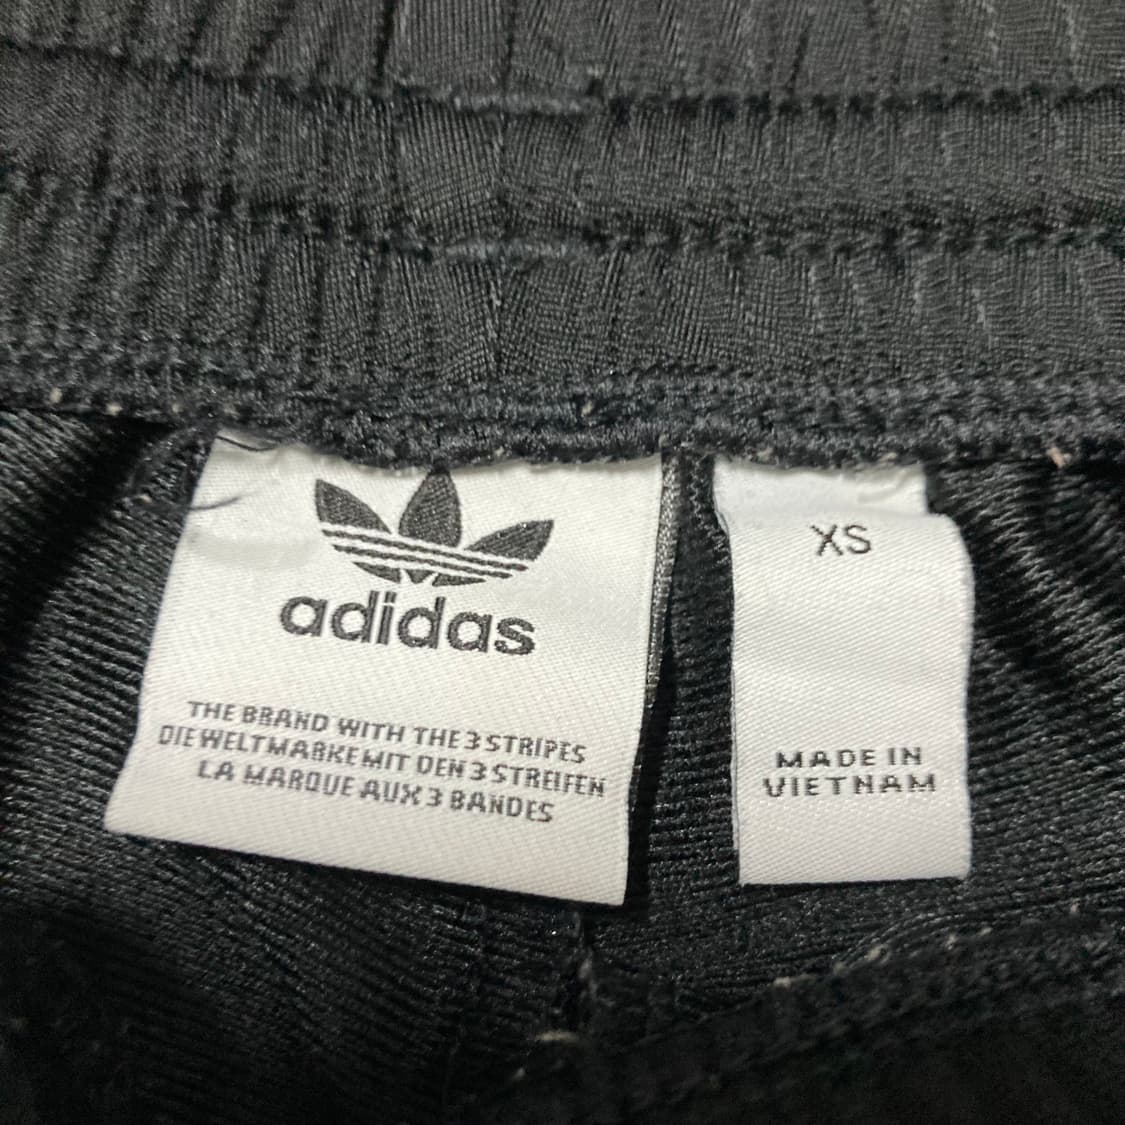 adidas
THE BRAND WITH THE 3 STRIPES
DIE WELTMARKE MIT DEN 3 STREIFEN
LA MARQUE AUX 3 BANDES
XS
MADE IN
VIETNAM